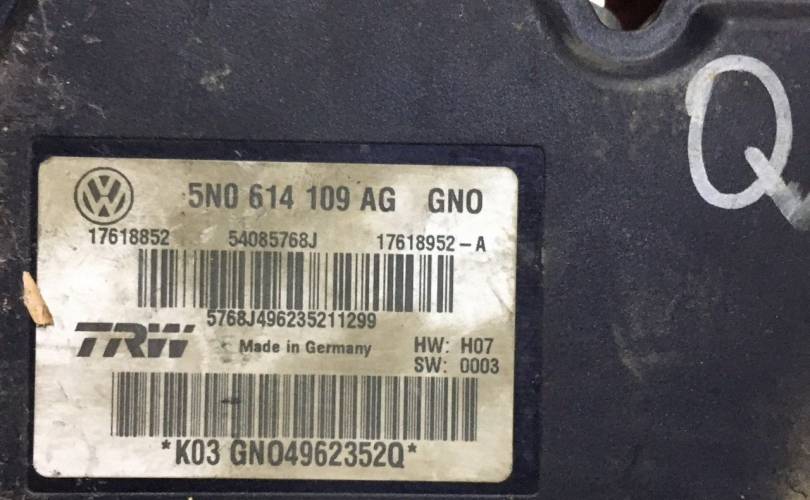 Q
5N0 614 109 AG GNO
17618852 54085768J 17618952-A
5768J496235211299
TRW Made in Germany HW: H07
SW: 0003
*K03 GNO4962352Q*